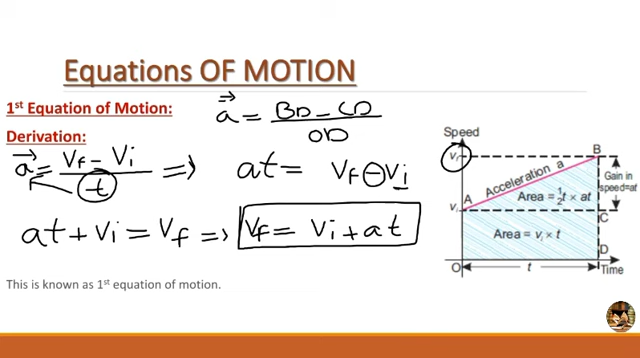 Equations OF MOTION
1st Equation of Motion:
Derivation:
a = BD - CD / OD
a = Vf - Vi / t ⇒ at = Vf - Vi
at + Vi = Vf ⇒ Vf = Vi + at
This is known as 1st equation of motion.
Speed
vf
B
Acceleration a
A
Gain in
speed=at
Area = ½t × at
vi
C
Area = vi × t
D
O
t
Time